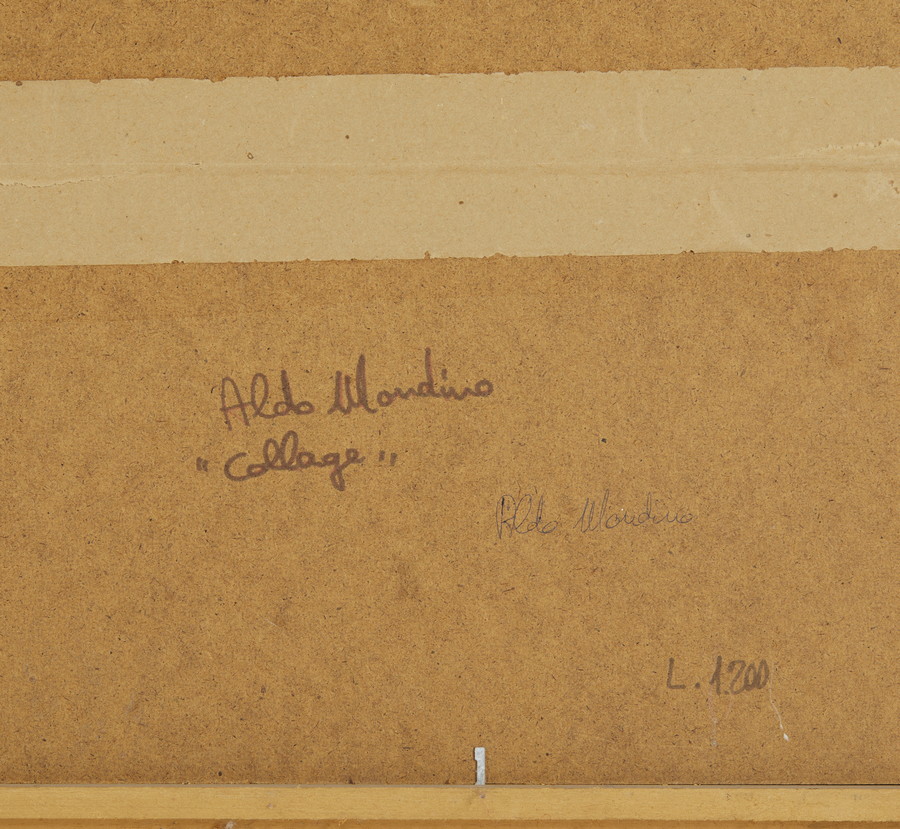 Aldo Mondino
"Collage"
Aldo Mondino
L. 1.200